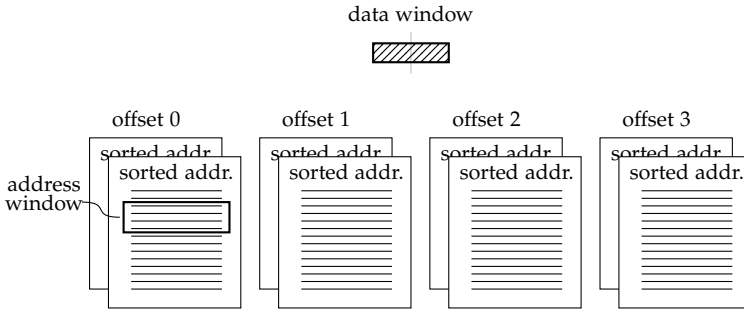 data window
offset 0 offset 1 offset 2 offset 3
sorted addr. sorted addr. sorted addr. sorted addr.
sorted addr. sorted addr. sorted addr. sorted addr.
address
window